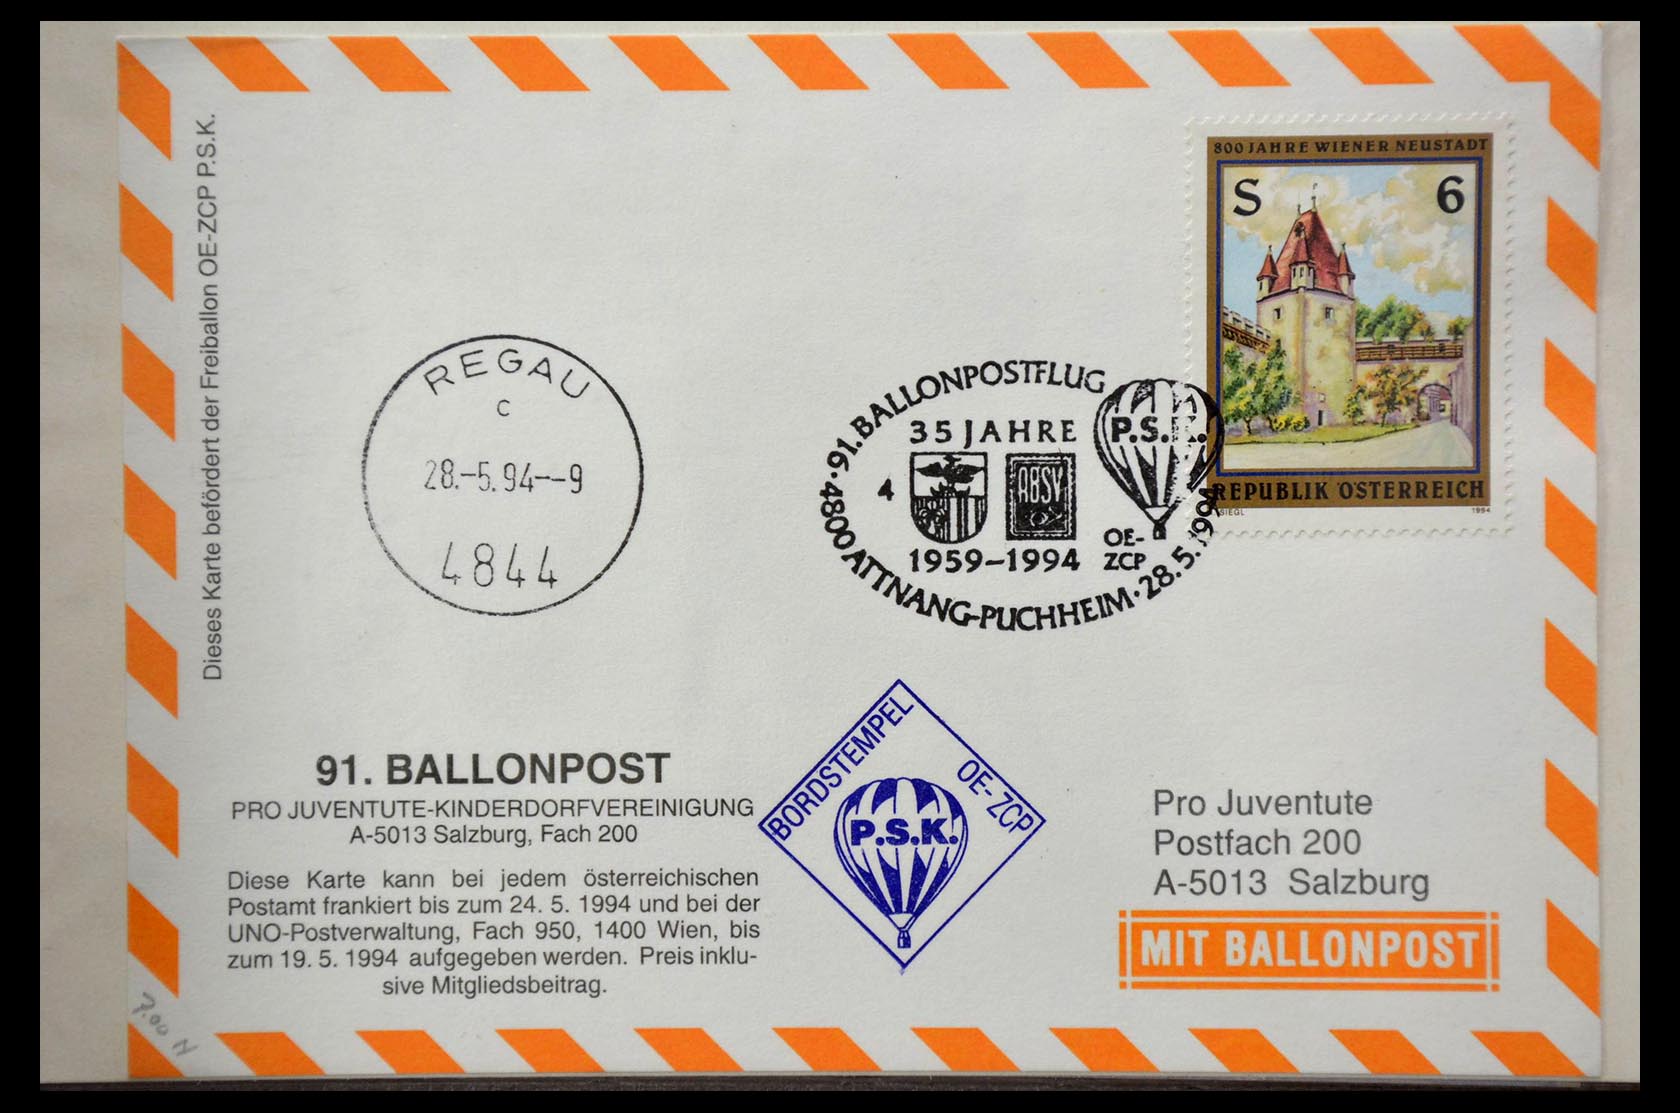 Dieses Karte befördert der Freiballon OE-ZCP P.S.K.
800 JAHRE WIENER NEUSTADT
S 6
REPUBLIK ÖSTERREICH
SIEGL 1994
REGAU
C
28.-5.94--9
4844
91. BALLONPOSTFLUG
35 JAHRE
P.S.K.
4
ABSV
1959-1994
OE-
ZCP
4800 ATTNANG-PUCHHEIM · 28.5.1994
91. BALLONPOST
PRO JUVENTUTE-KINDERDORFVEREINIGUNG
A-5013 Salzburg, Fach 200
Diese Karte kann bei jedem österreichischen
Postamt frankiert bis zum 24. 5. 1994 und bei der
UNO-Postverwaltung, Fach 950, 1400 Wien, bis
zum 19. 5. 1994 aufgegeben werden. Preis inklu-
sive Mitgliedsbeitrag.
BORDSTEMPEL
OE-ZCP
P.S.K.
Pro Juventute
Postfach 200
A-5013 Salzburg
MIT BALLONPOST
7.00